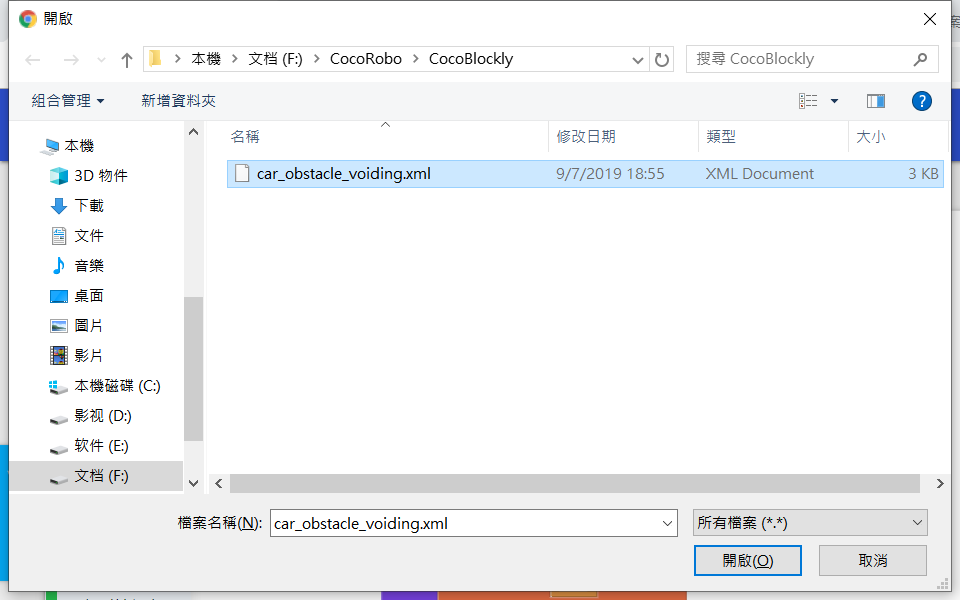 開啟
本機 文档 (F:) CocoRobo CocoBlockly
搜尋 CocoBlockly
組合管理 新增資料夾
?
名稱 修改日期 類型 大小
car_obstacle_voiding.xml 9/7/2019 18:55 XML Document 3 KB
本機
3D 物件
下載
文件
音樂
桌面
圖片
影片
本機磁碟 (C:)
影视 (D:)
软件 (E:)
文档 (F:)
檔案名稱(N): car_obstacle_voiding.xml
所有檔案 (*.*)
開啟(O) 取消